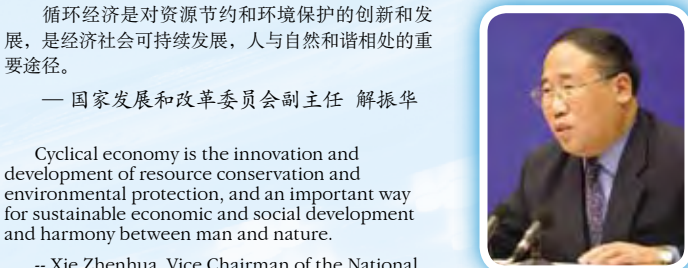 循环经济是对资源节约和环境保护的创新和发
展，是经济社会可持续发展，人与自然和谐相处的重
要途径。
— 国家发展和改革委员会副主任 解振华
Cyclical economy is the innovation and
development of resource conservation and
environmental protection, and an important way
for sustainable economic and social development
and harmony between man and nature.
-- Xie Zhenhua, Vice Chairman of the National